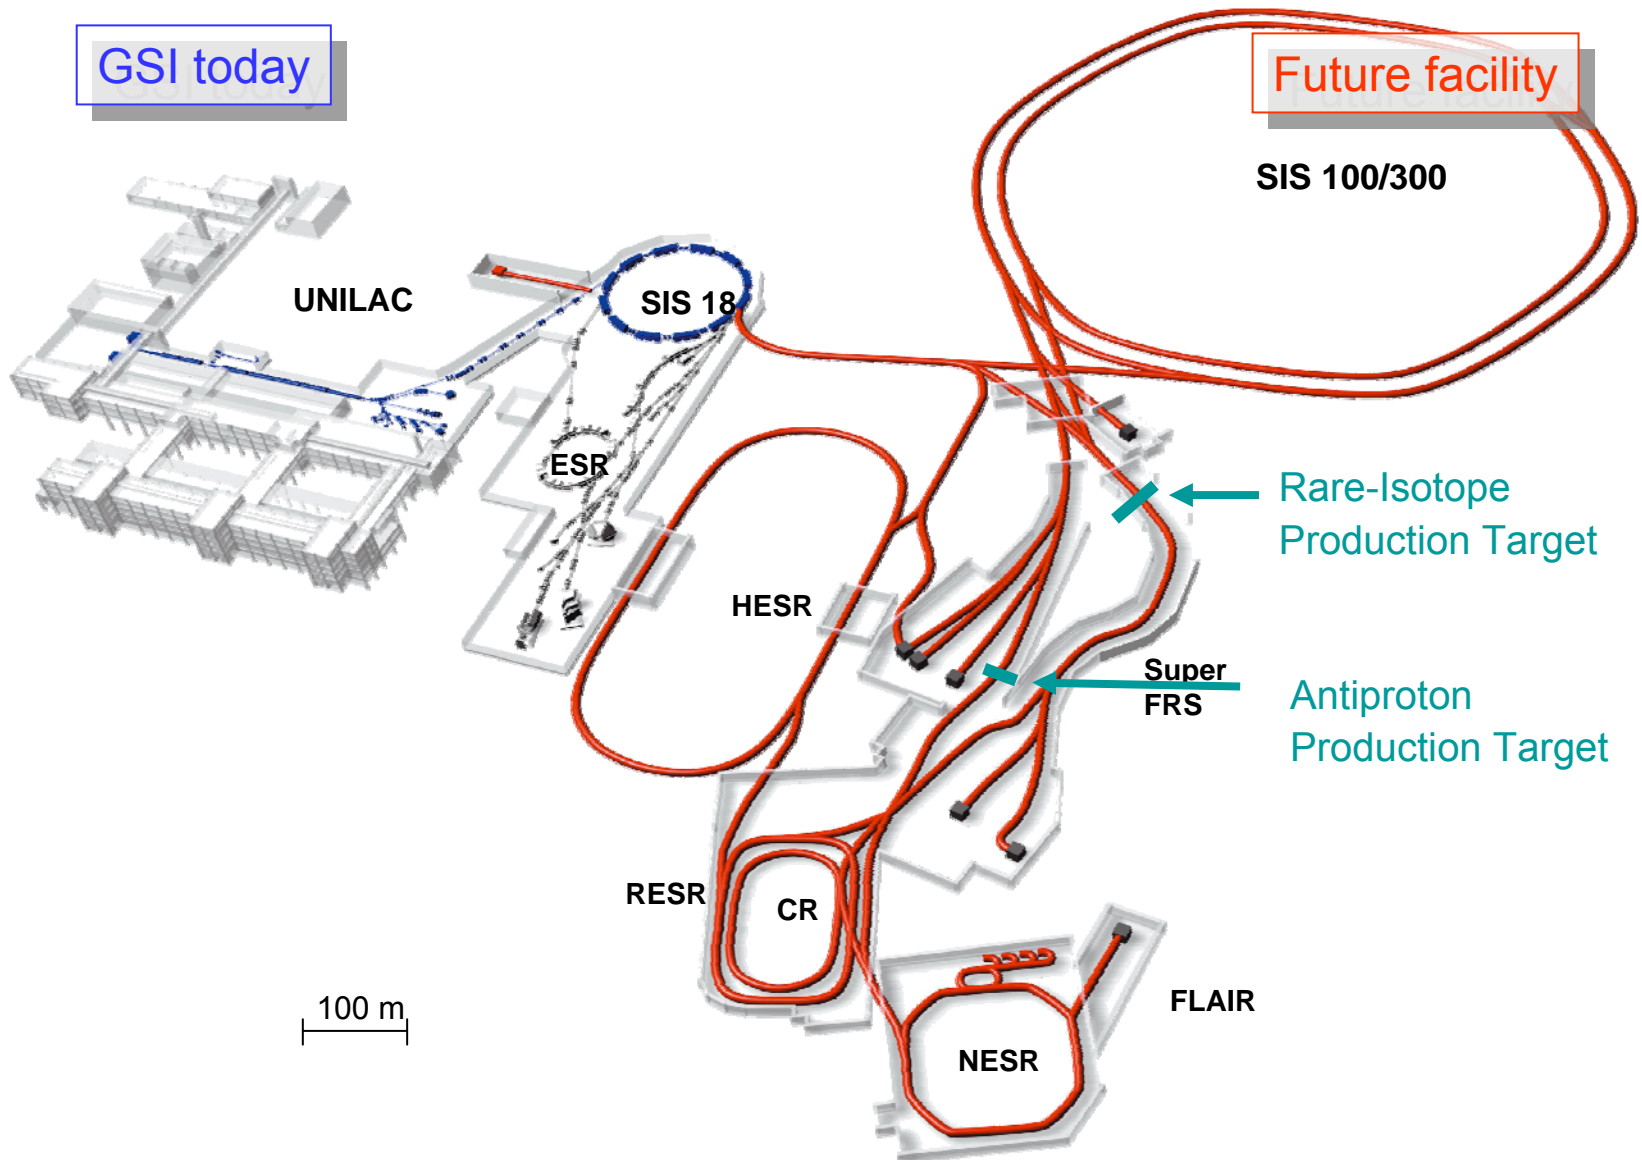 GSI today
Future facility
SIS 100/300
UNILAC
SIS 18
ESR
Rare-Isotope
Production Target
HESR
Super
FRS
Antiproton
Production Target
RESR
CR
100 m
FLAIR
NESR